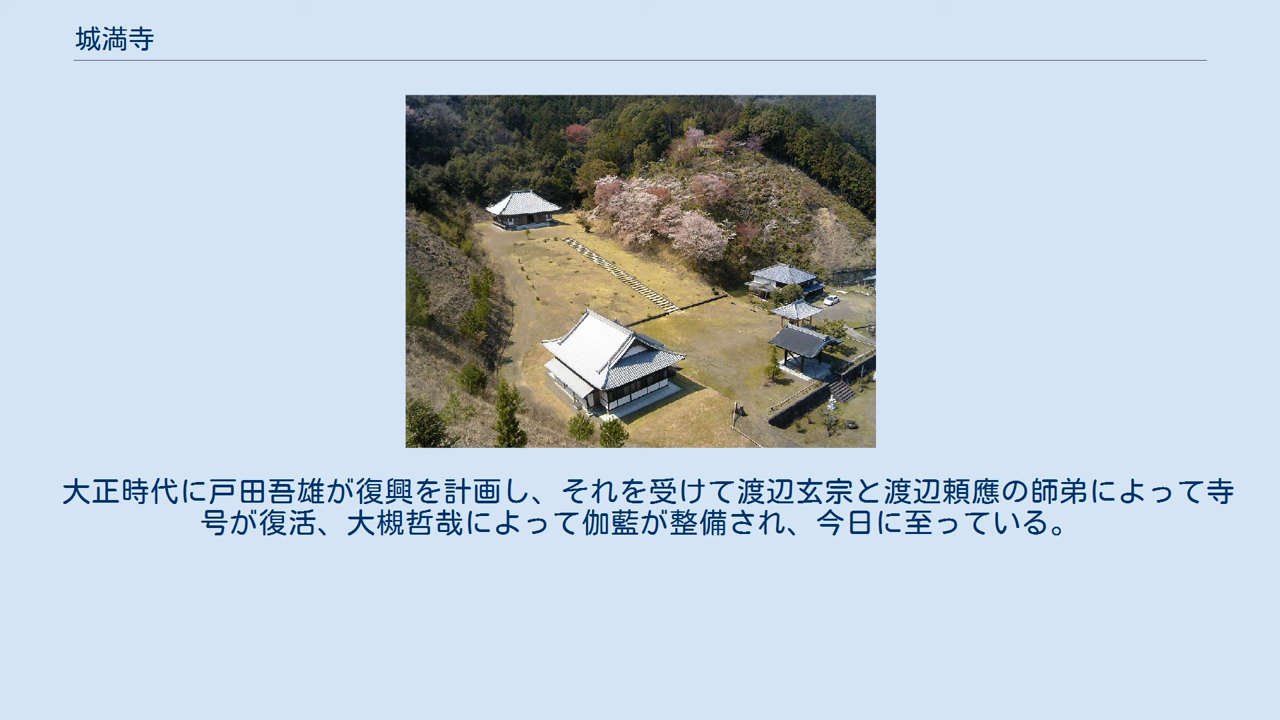 城満寺
大正時代に戸田吾雄が復興を計画し、それを受けて渡辺玄宗と渡辺頼應の師弟によって寺
号が復活、大槻哲哉によって伽藍が整備され、今日に至っている。